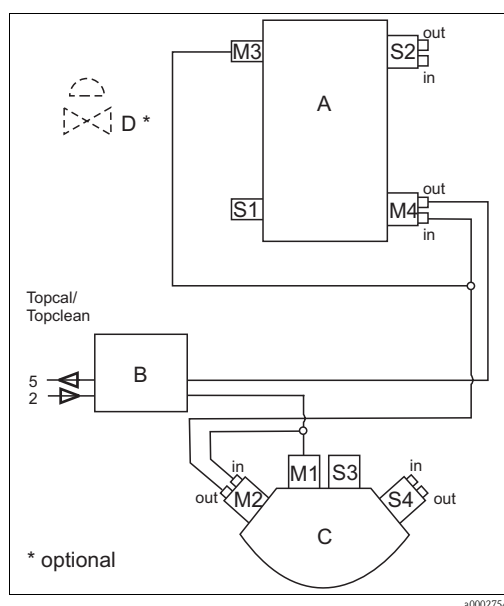 out
M3
S2
in
A
D *
out
S1
M4
in
Topcal/
Topclean
B
5
2
in
M1
S3
in
out
M2
S4
out
C
* optional